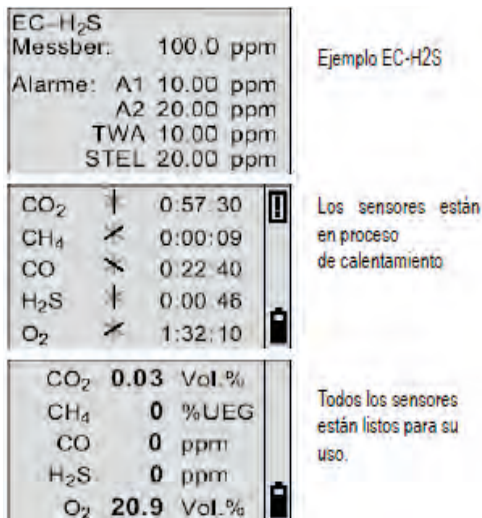 EC-H₂S
Messber: 100.0 ppm
Alarme: A1 10.00 ppm
A2 20.00 ppm
TWA 10.00 ppm
STEL 20.00 ppm
Ejemplo EC-H2S
CO₂ 0:57:30
CH₄ 0:00:09
CO 0:22:40
H₂S 0:00:46
O₂ 1:32:10
Los sensores están
en proceso
de calentamiento
CO₂ 0.03 Vol.%
CH₄ 0 %UEG
CO 0 ppm
H₂S 0 ppm
O₂ 20.9 Vol.%
Todos los sensores
están listos para su
uso.